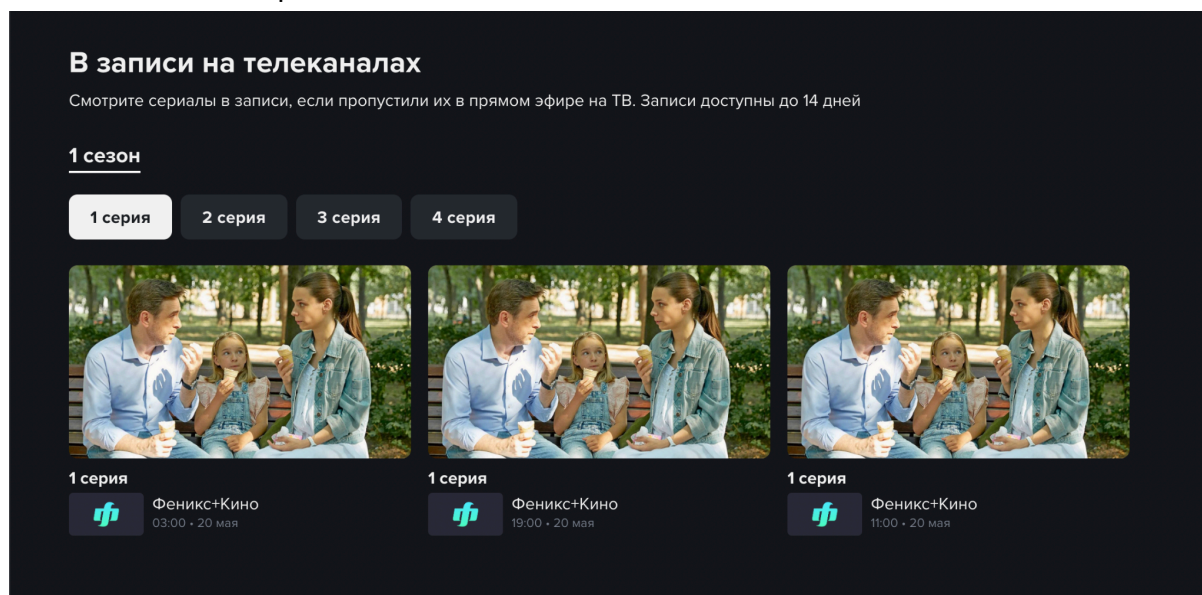 В записи на телеканалах
Смотрите сериалы в записи, если пропустили их в прямом эфире на ТВ. Записи доступны до 14 дней
1 сезон
1 серия 2 серия 3 серия 4 серия
1 серия 1 серия 1 серия
Феникс+Кино Феникс+Кино Феникс+Кино
03:00 • 20 мая 19:00 • 20 мая 11:00 • 20 мая